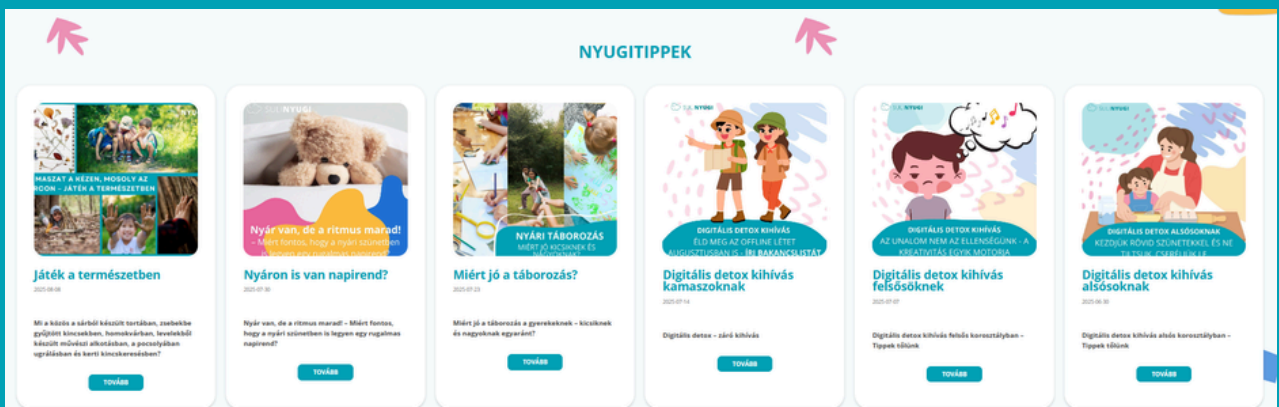 NYUGITIPPEK
MASZAT A KEZEN, MOSOLY AZ
ARCON – JÁTÉK A TERMÉSZETBEN
Játék a természetben
2025-08-08
Mi a közös a sárból készült tortában, zsebekbe
gyűjtött kincsekben, homokvárban, levelekből
készült művészi alkotásban, a pocsolyában
ugrálásban és kerti kincskeresésben?
TOVÁBB
NYUGI
Nyár van, de a ritmus marad!
– Miért fontos, hogy a nyári szünetben
is legyen egy rugalmas napirend?
Nyáron is van napirend?
2025-07-30
Nyár van, de a ritmus marad! – Miért fontos,
hogy a nyári szünetben is legyen egy rugalmas
napirend?
TOVÁBB
NYÁRI TÁBOROZÁS
MIÉRT JÓ KICSIKNEK ÉS
NAGYOKNAK?
Miért jó a táborozás?
2025-07-23
Miért jó a táborozás a gyerekeknek – kicsiknek
és nagyoknak egyaránt?
TOVÁBB
NYUGI
DIGITÁLIS DETOX KIHÍVÁS
ÉLD MEG AZ OFFLINE LÉTET
AUGUSZTUSBAN IS - ÍRJ BAKANCSLISTÁT
Digitális detox kihívás
kamaszoknak
2025-07-14
Digitális detox – záró kihívás
TOVÁBB
NYUGI
DIGITÁLIS DETOX KIHÍVÁS
AZ UNALOM NEM AZ ELLENSÉGÜNK - A
KREATIVITÁS EGYIK MOTORJA
Digitális detox kihívás
felsősöknek
2025-07-07
Digitális detox kihívás felsős korosztályban –
Tippek tőlünk
TOVÁBB
NYUGI
DIGITÁLIS DETOX ALSÓSOKNAK
KEZDJÜK RÖVID SZÜNETEKKEL ÉS NE
TILTSUK, CSERÉLJÜK LE
Digitális detox kihívás
alsósoknak
2025-06-30
Digitális detox kihívás alsós korosztályban –
Tippek tőlünk
TOVÁBB